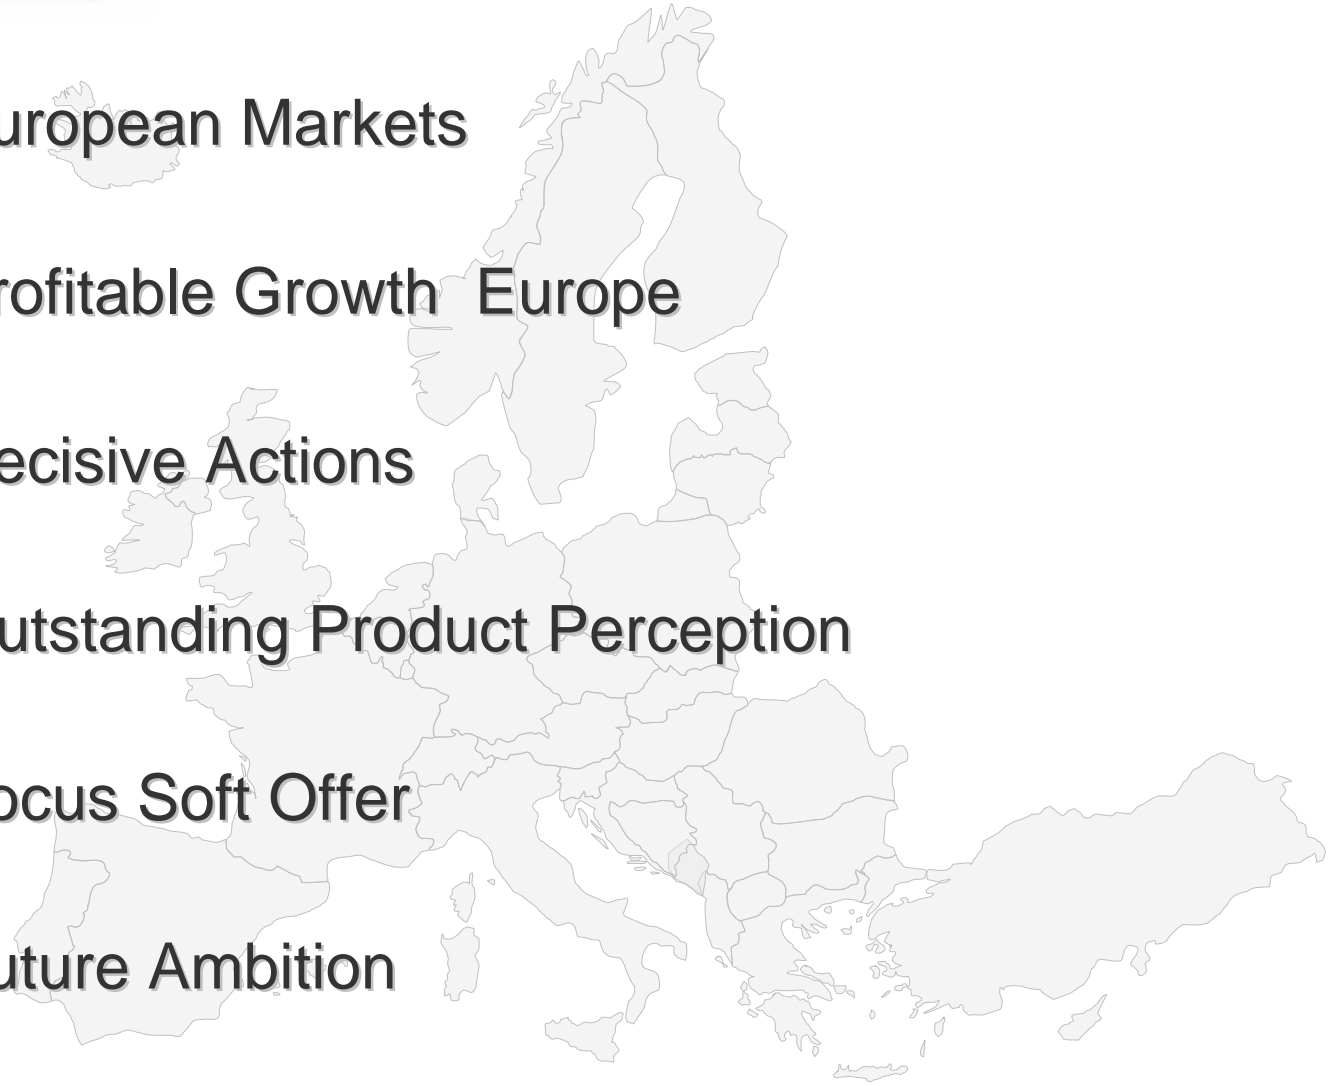 uropean Markets
rofitable Growth  Europe
ecisive Actions
utstanding Product Perception
ocus Soft Offer
uture Ambition